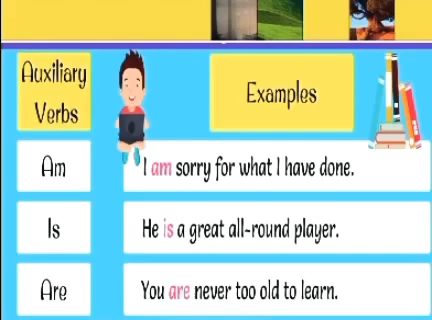 Auxiliary
Verbs
Examples
Am
I am sorry for what I have done.
Is
He is a great all-round player.
Are
You are never too old to learn.